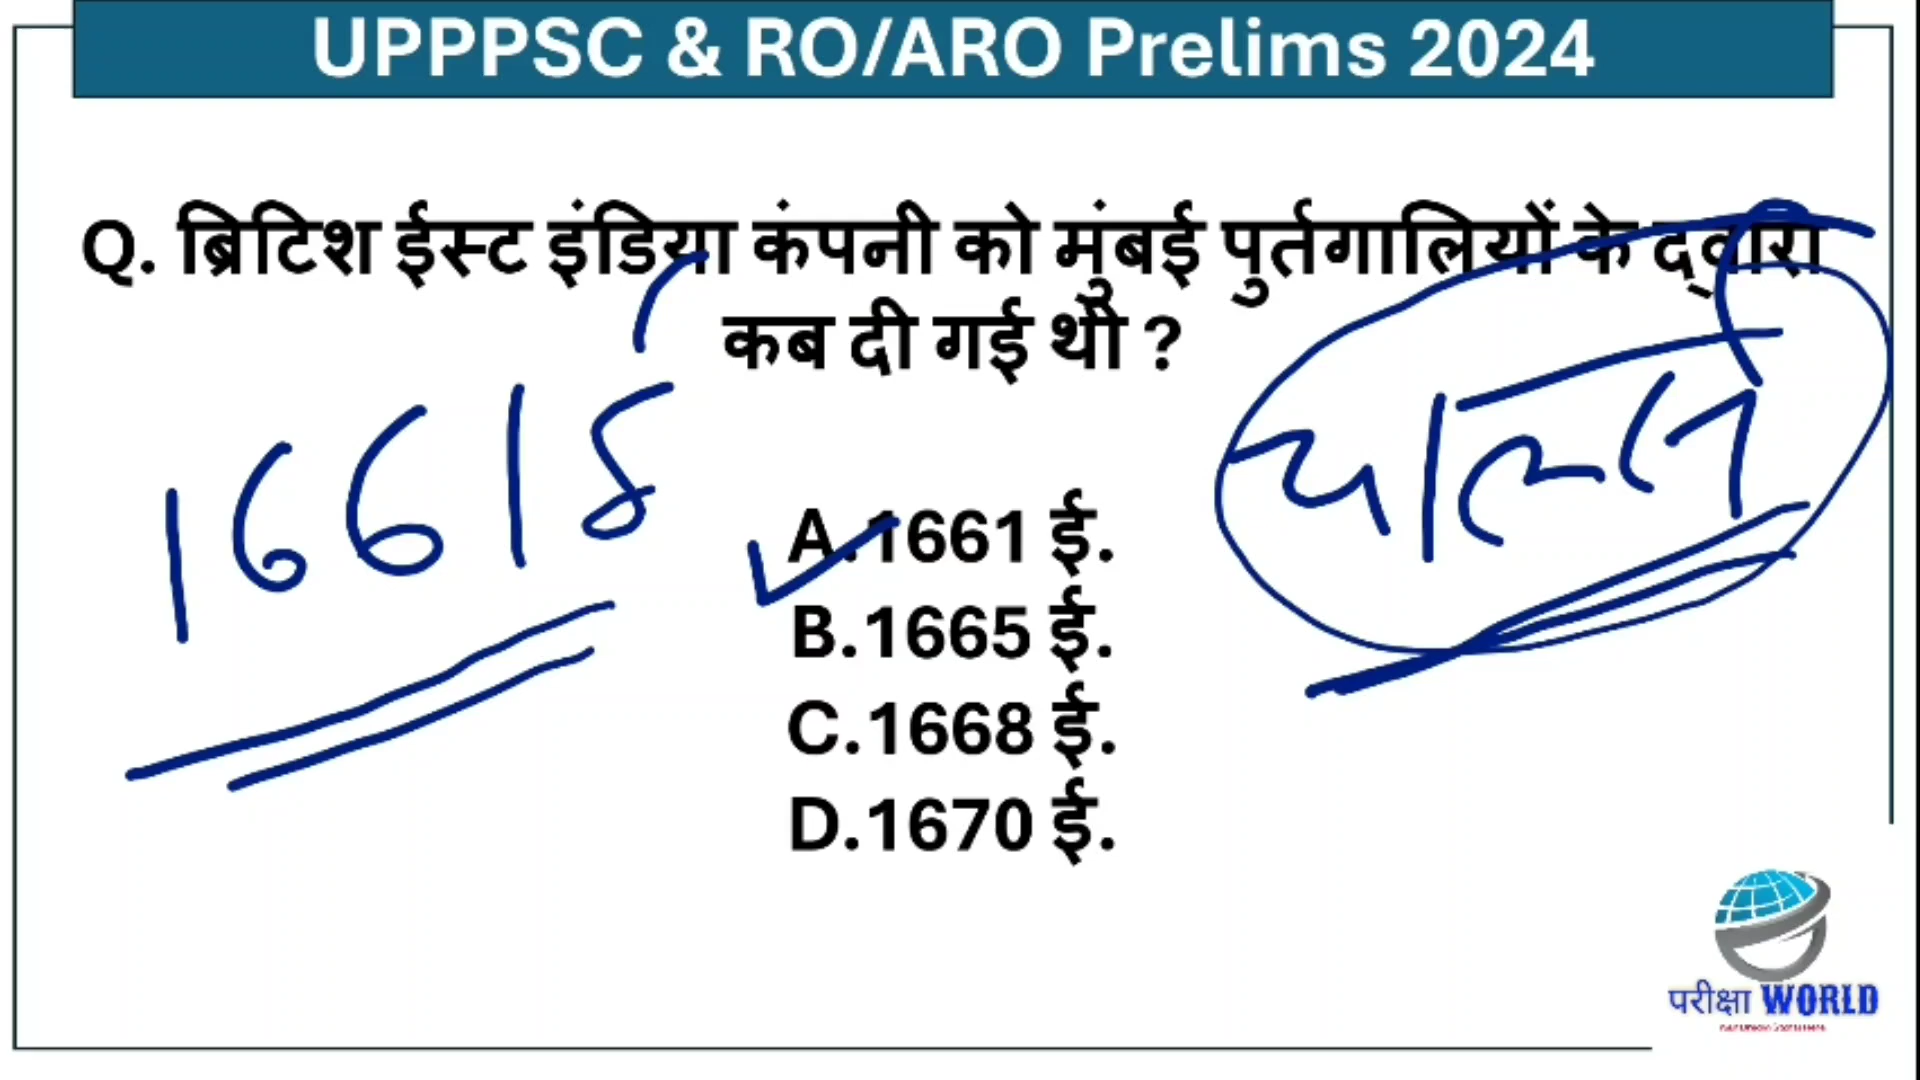 UPPPSC & RO/ARO Prelims 2024
Q. ब्रिटिश ईस्ट इंडिया कंपनी को मुंबई पुर्तगालियों के द्वारा
कब दी गई थी ?
1661 ई
चार्ल्स
A.1661 ई.
B.1665 ई.
C.1668 ई.
D.1670 ई.
परीक्षा WORLD